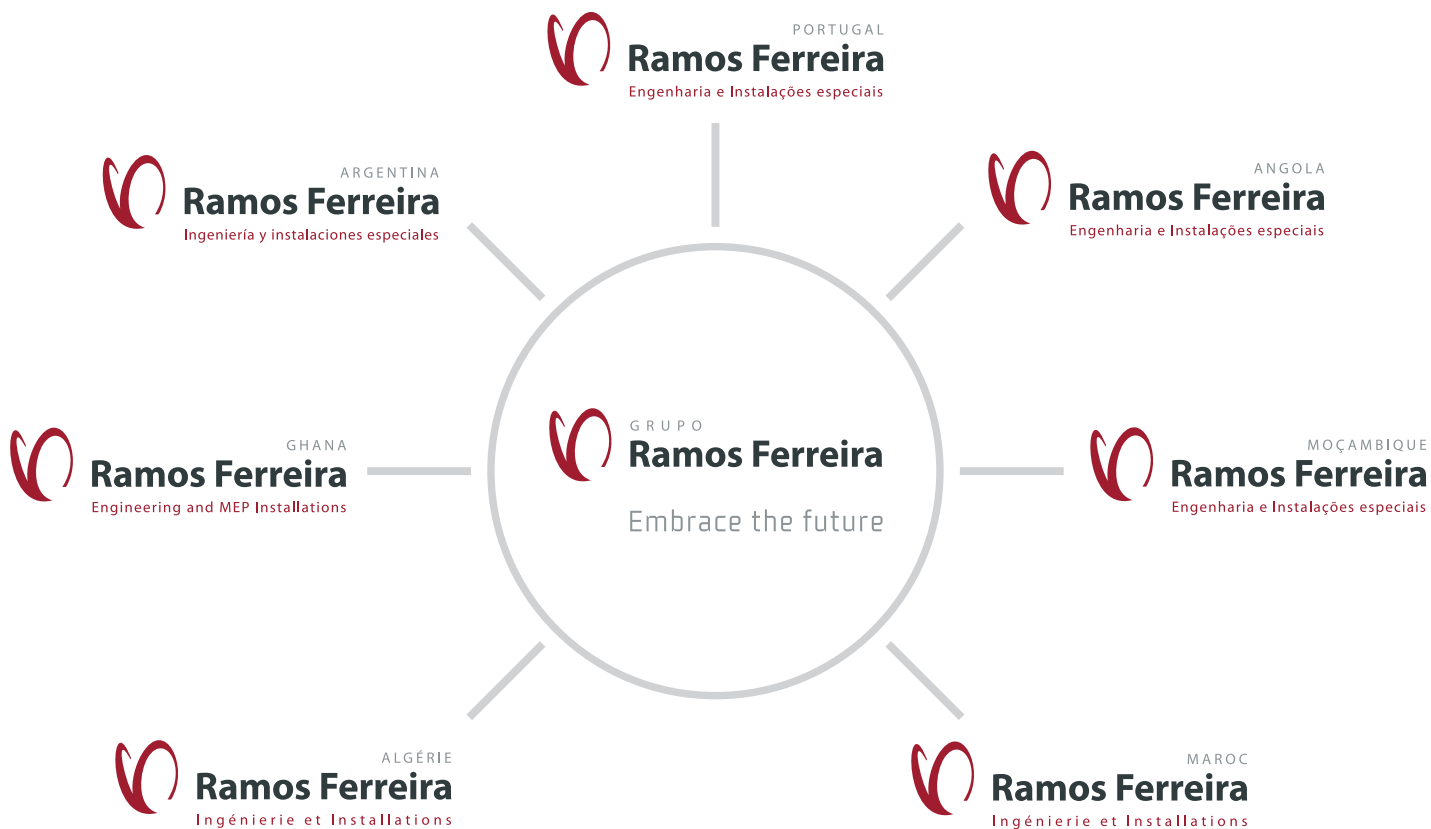 PORTUGAL
Ramos Ferreira
Engenharia e Instalações especiais
ARGENTINA
Ramos Ferreira
Ingeniería y instalaciones especiales
ANGOLA
Ramos Ferreira
Engenharia e Instalações especiais
GHANA
Ramos Ferreira
Engineering and MEP Installations
GRUPO
Ramos Ferreira
Embrace the future
MOÇAMBIQUE
Ramos Ferreira
Engenharia e Instalações especiais
ALGÉRIE
Ramos Ferreira
Ingénierie et Installations
MAROC
Ramos Ferreira
Ingénierie et Installations